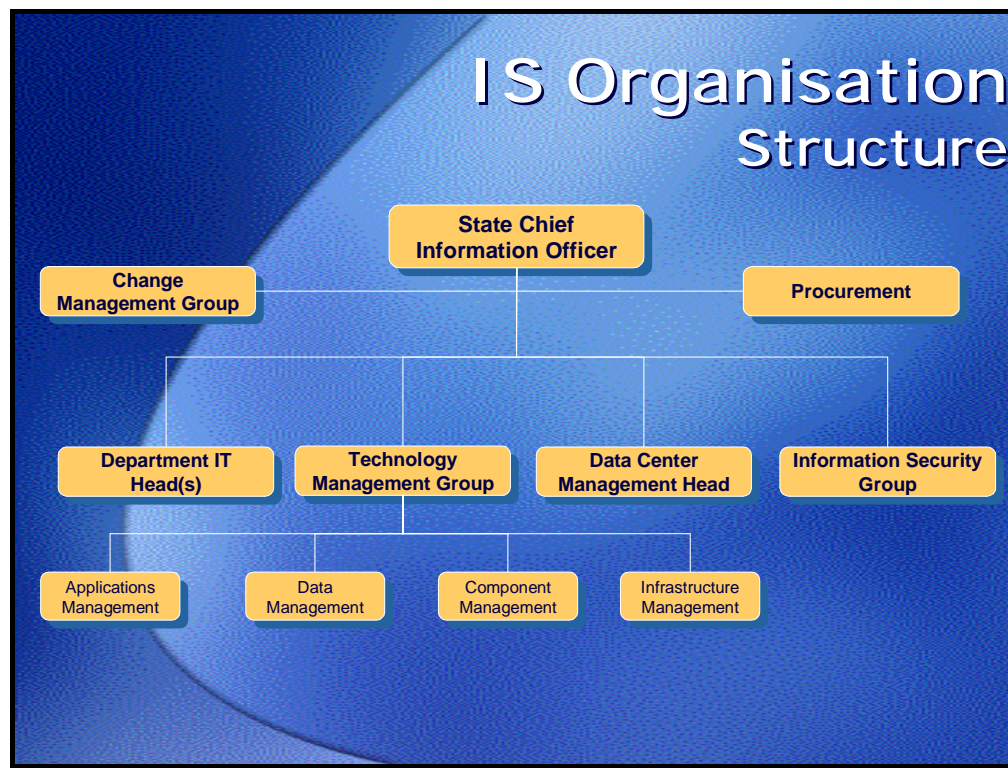 IS Organisation
Structure
State Chief
Information Officer
Change
Management Group
Procurement
Department IT
Head(s)
Technology
Management Group
Data Center
Management Head
Information Security
Group
Applications
Management
Data
Management
Component
Management
Infrastructure
Management